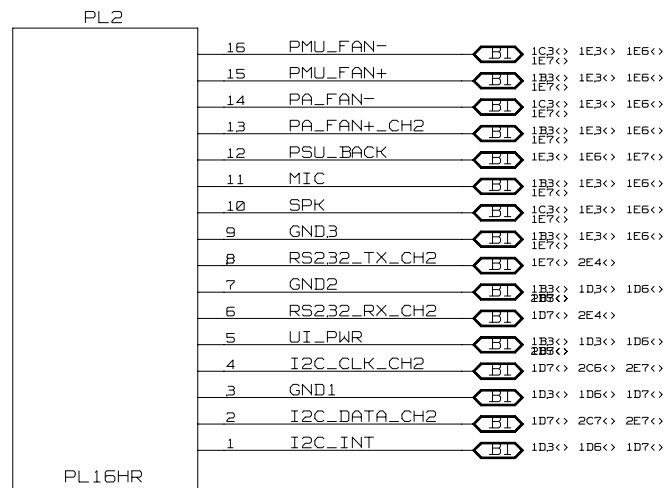 PL2
16 PMU_FAN- BI 1C3<> 1E3<> 1E6<>
1E7<>
15 PMU_FAN+ BI 1B3<> 1E3<> 1E6<>
1E7<>
14 PA_FAN- BI 1C3<> 1E3<> 1E6<>
1E7<>
13 PA_FAN+_CH2 BI 1B3<> 1E3<> 1E6<>
1E7<>
12 PSU_BACK BI 1E3<> 1E6<> 1E7<>
11 MIC BI 1B3<> 1E3<> 1E6<>
1E7<>
10 SPK BI 1C3<> 1E3<> 1E6<>
1E7<>
9 GND3 BI 1B3<> 1E3<> 1E6<>
1E7<>
8 RS232_TX_CH2 BI 1E7<> 2E4<>
7 GND2 BI 1B3<> 1D3<> 1D6<>
6 RS232_RX_CH2 BI 1D7<> 2E4<>
5 UI_PWR BI 1B3<> 1D3<> 1D6<>
4 I2C_CLK_CH2 BI 1D7<> 2C6<> 2E7<>
3 GND1 BI 1D3<> 1D6<> 1D7<>
2 I2C_DATA_CH2 BI 1D7<> 2C7<> 2E7<>
1 I2C_INT BI 1D3<> 1D6<> 1D7<>
PL16HR